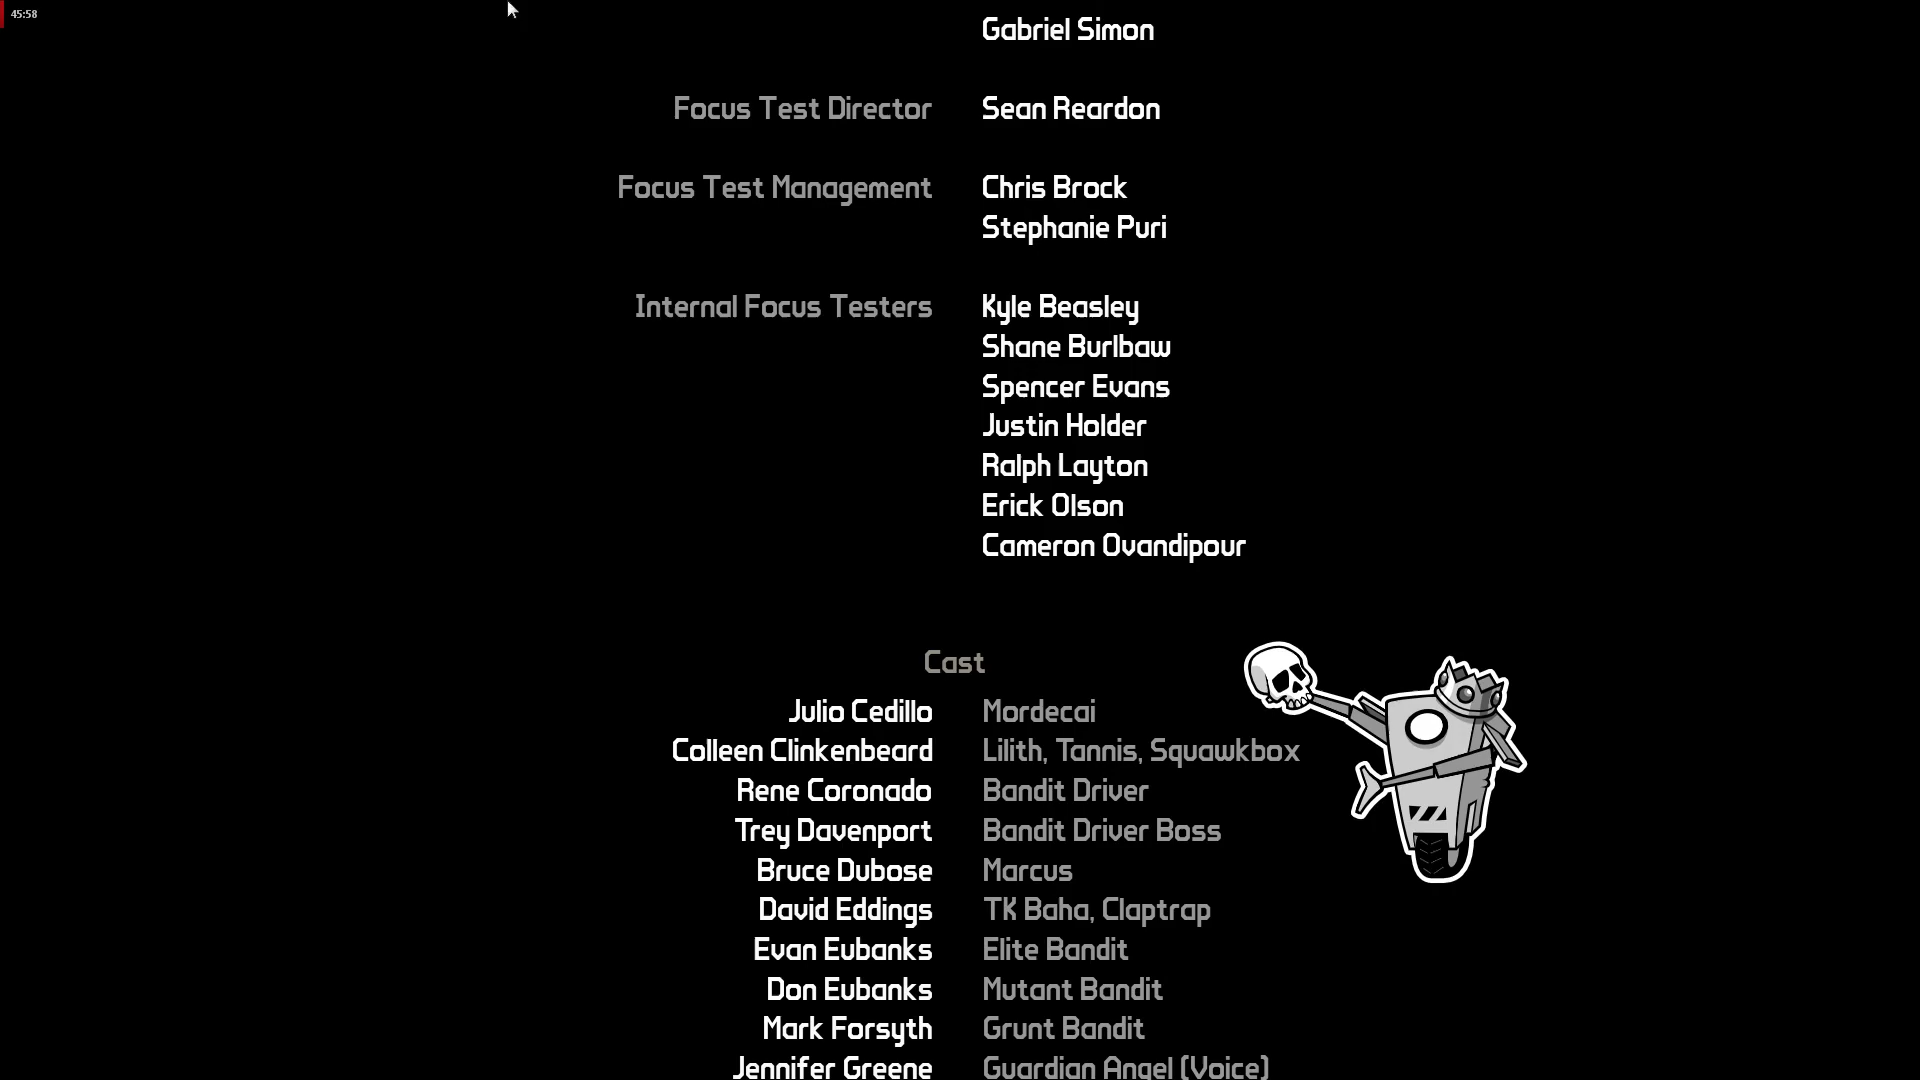 45:58
Gabriel Simon
Focus Test Director Sean Reardon
Focus Test Management Chris Brock
Stephanie Puri
Internal Focus Testers Kyle Beasley
Shane Burlbaw
Spencer Evans
Justin Holder
Ralph Layton
Erick Olson
Cameron Ovandipour
Cast
Julio Cedillo Mordecai
Colleen Clinkenbeard Lilith, Tannis, Squawkbox
Rene Coronado Bandit Driver
Trey Davenport Bandit Driver Boss
Bruce Dubose Marcus
David Eddings TK Baha, Claptrap
Evan Eubanks Elite Bandit
Don Eubanks Mutant Bandit
Mark Forsyth Grunt Bandit
Jennifer Greene Guardian Angel (Voice)